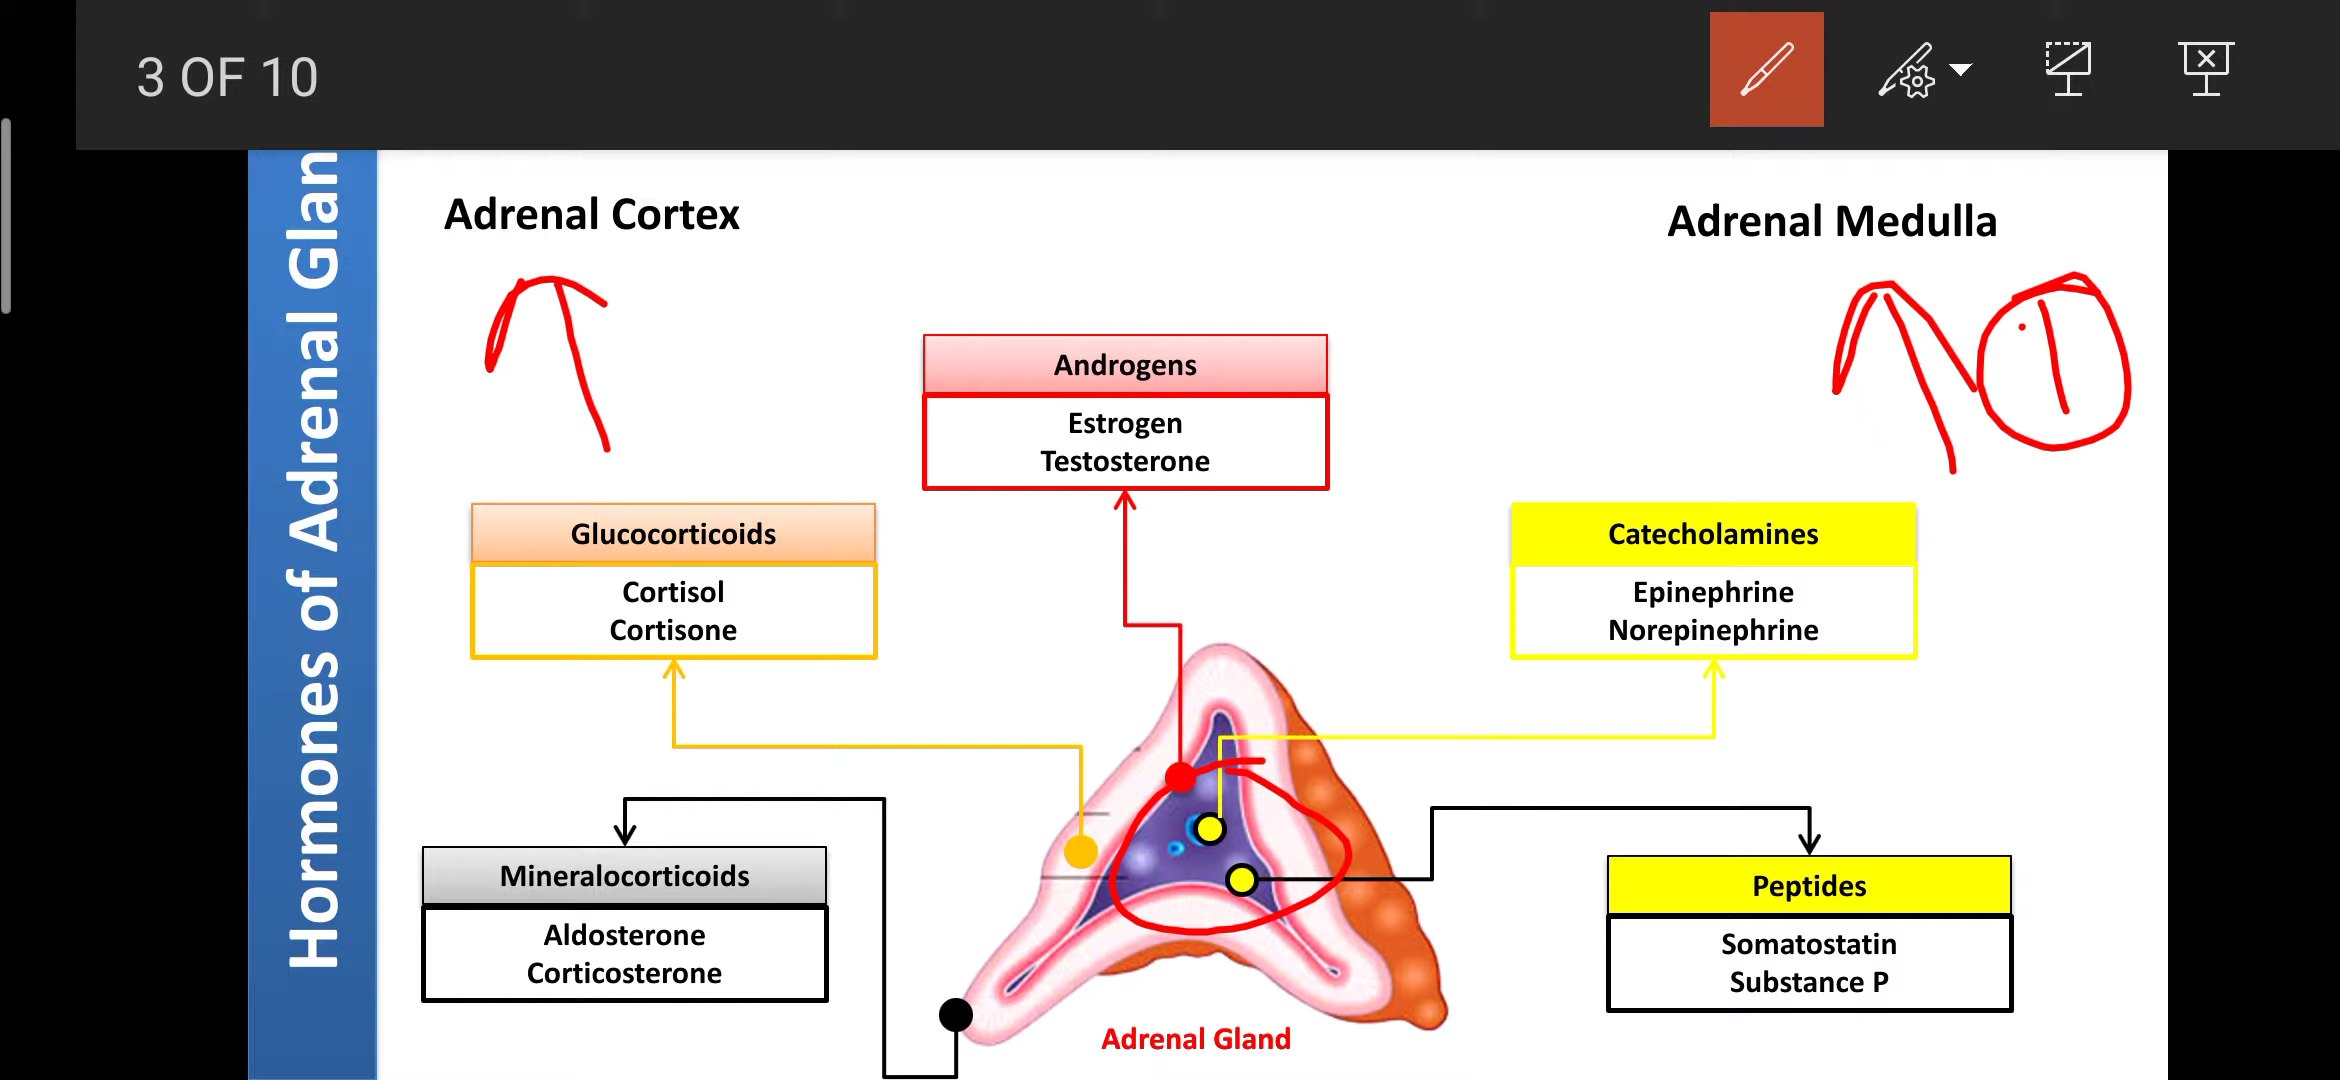 3 OF 10
Hormones of Adrenal Glan
Adrenal Cortex
Adrenal Medulla
Androgens
Estrogen
Testosterone
Glucocorticoids
Cortisol
Cortisone
Catecholamines
Epinephrine
Norepinephrine
Mineralocorticoids
Aldosterone
Corticosterone
Peptides
Somatostatin
Substance P
Adrenal Gland